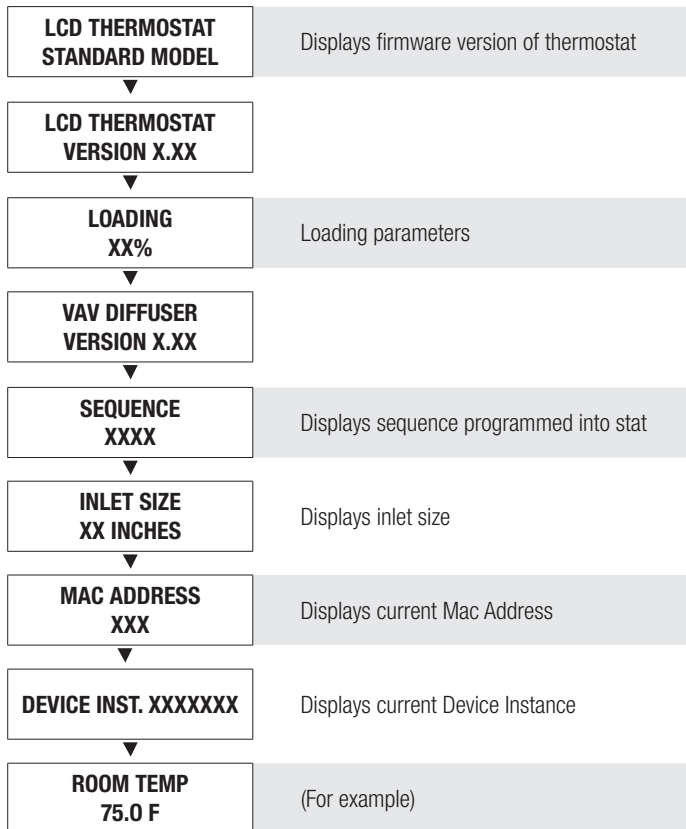 LCD THERMOSTAT
STANDARD MODEL
Displays firmware version of thermostat
LCD THERMOSTAT
VERSION X.XX
LOADING
XX%
Loading parameters
VAV DIFFUSER
VERSION X.XX
SEQUENCE
XXXX
Displays sequence programmed into stat
INLET SIZE
XX INCHES
Displays inlet size
MAC ADDRESS
XXX
Displays current Mac Address
DEVICE INST. XXXXXXX
Displays current Device Instance
ROOM TEMP
75.0 F
(For example)